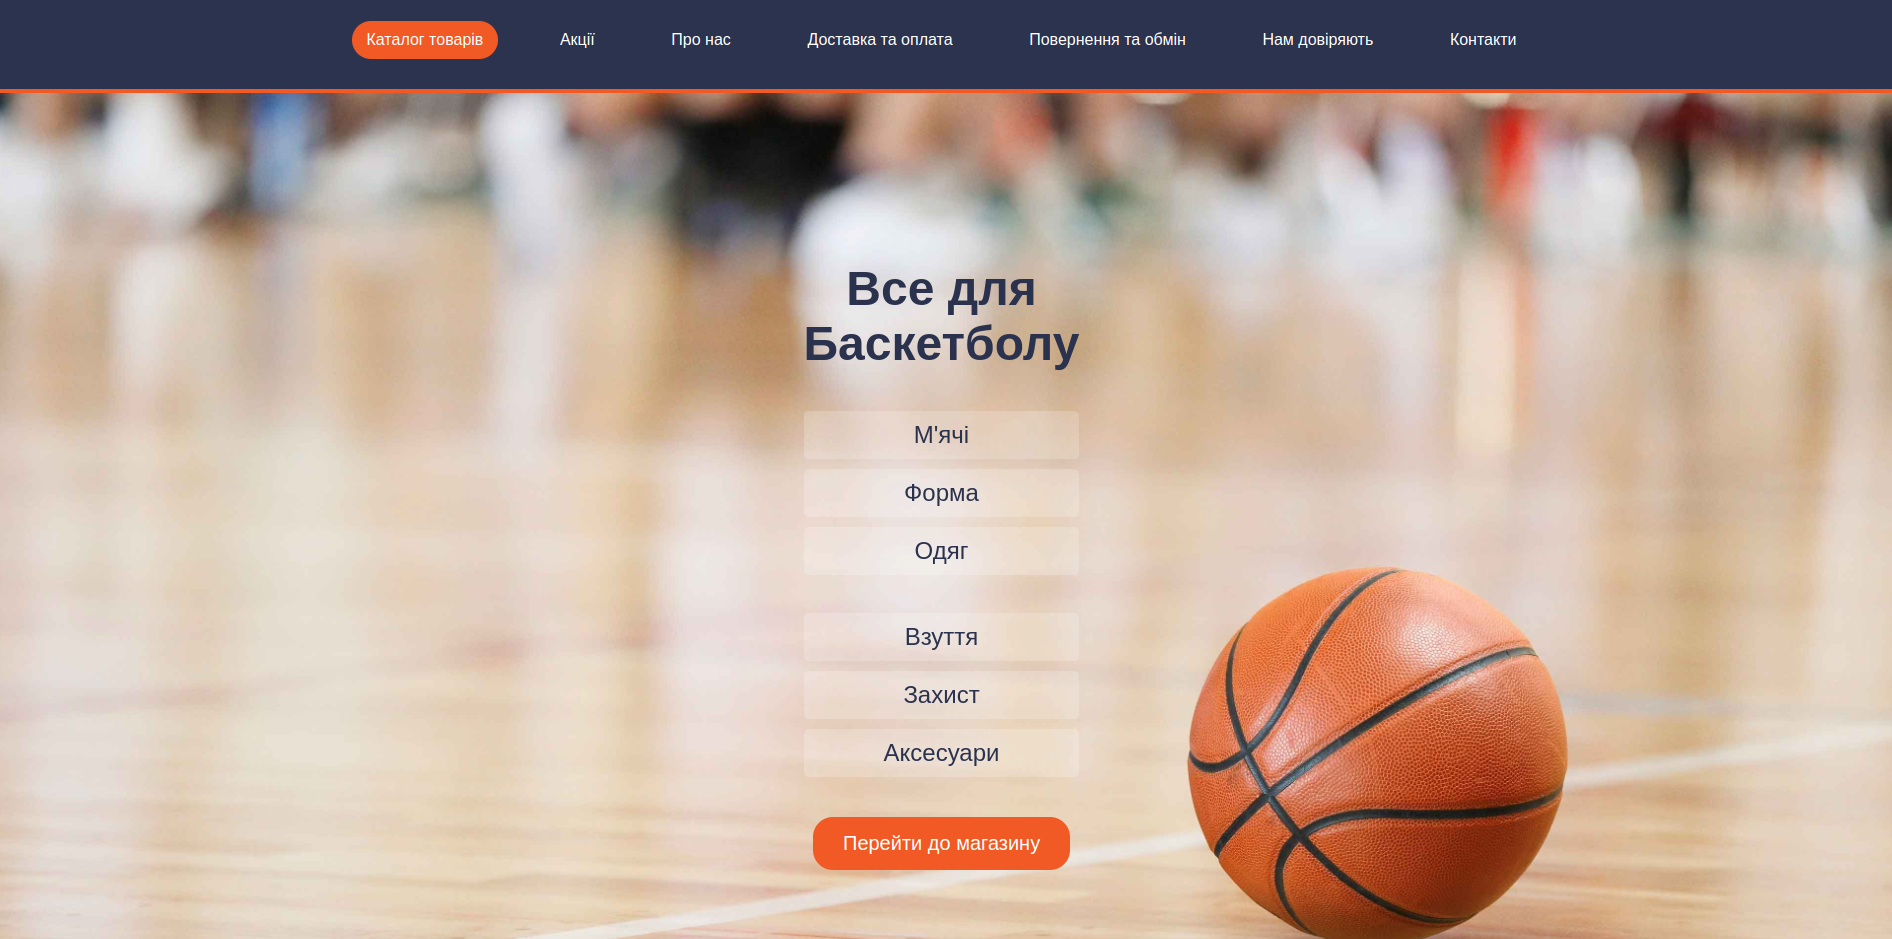 Каталог товарів Акції Про нас Доставка та оплата Повернення та обмін Нам довіряють Контакти
Все для
Баскетболу
М'ячі
Форма
Одяг
Взуття
Захист
Аксесуари
Перейти до магазину